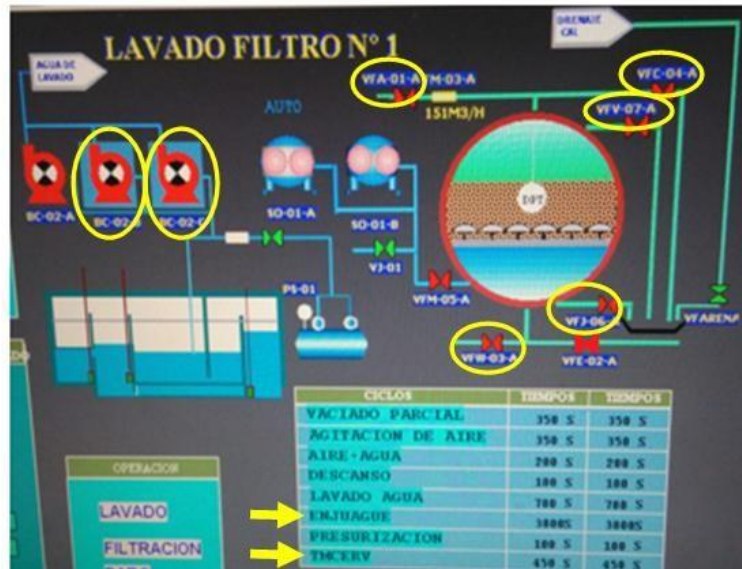 LAVADO FILTRO Nº 1
AGUA DE
LAVADO
DRENAJE
CAL
VFA-01-A
VFC-04-A
VFV-07-A
151M3/H
AUTO
BC-02-A
SO-01-A
SO-01-B
VJ-01
PS-01
VFM-05-A
DPT
VFJ-06
VFARENA
VFW-03-A
VFE-02-A
CICLOS TIEMPOS TIEMPOS
VACIADO PARCIAL 350 S 350 S
AGITACION DE AIRE 350 S 350 S
AIRE-AGUA 200 S 200 S
DESCANSO 100 S 100 S
LAVADO AGUA 700 S 700 S
ENJUAGUE 3000S 3000S
PRESURIZACION 100 S 100 S
TMCERV 450 S 450 S
OPERACION
LAVADO
FILTRACION